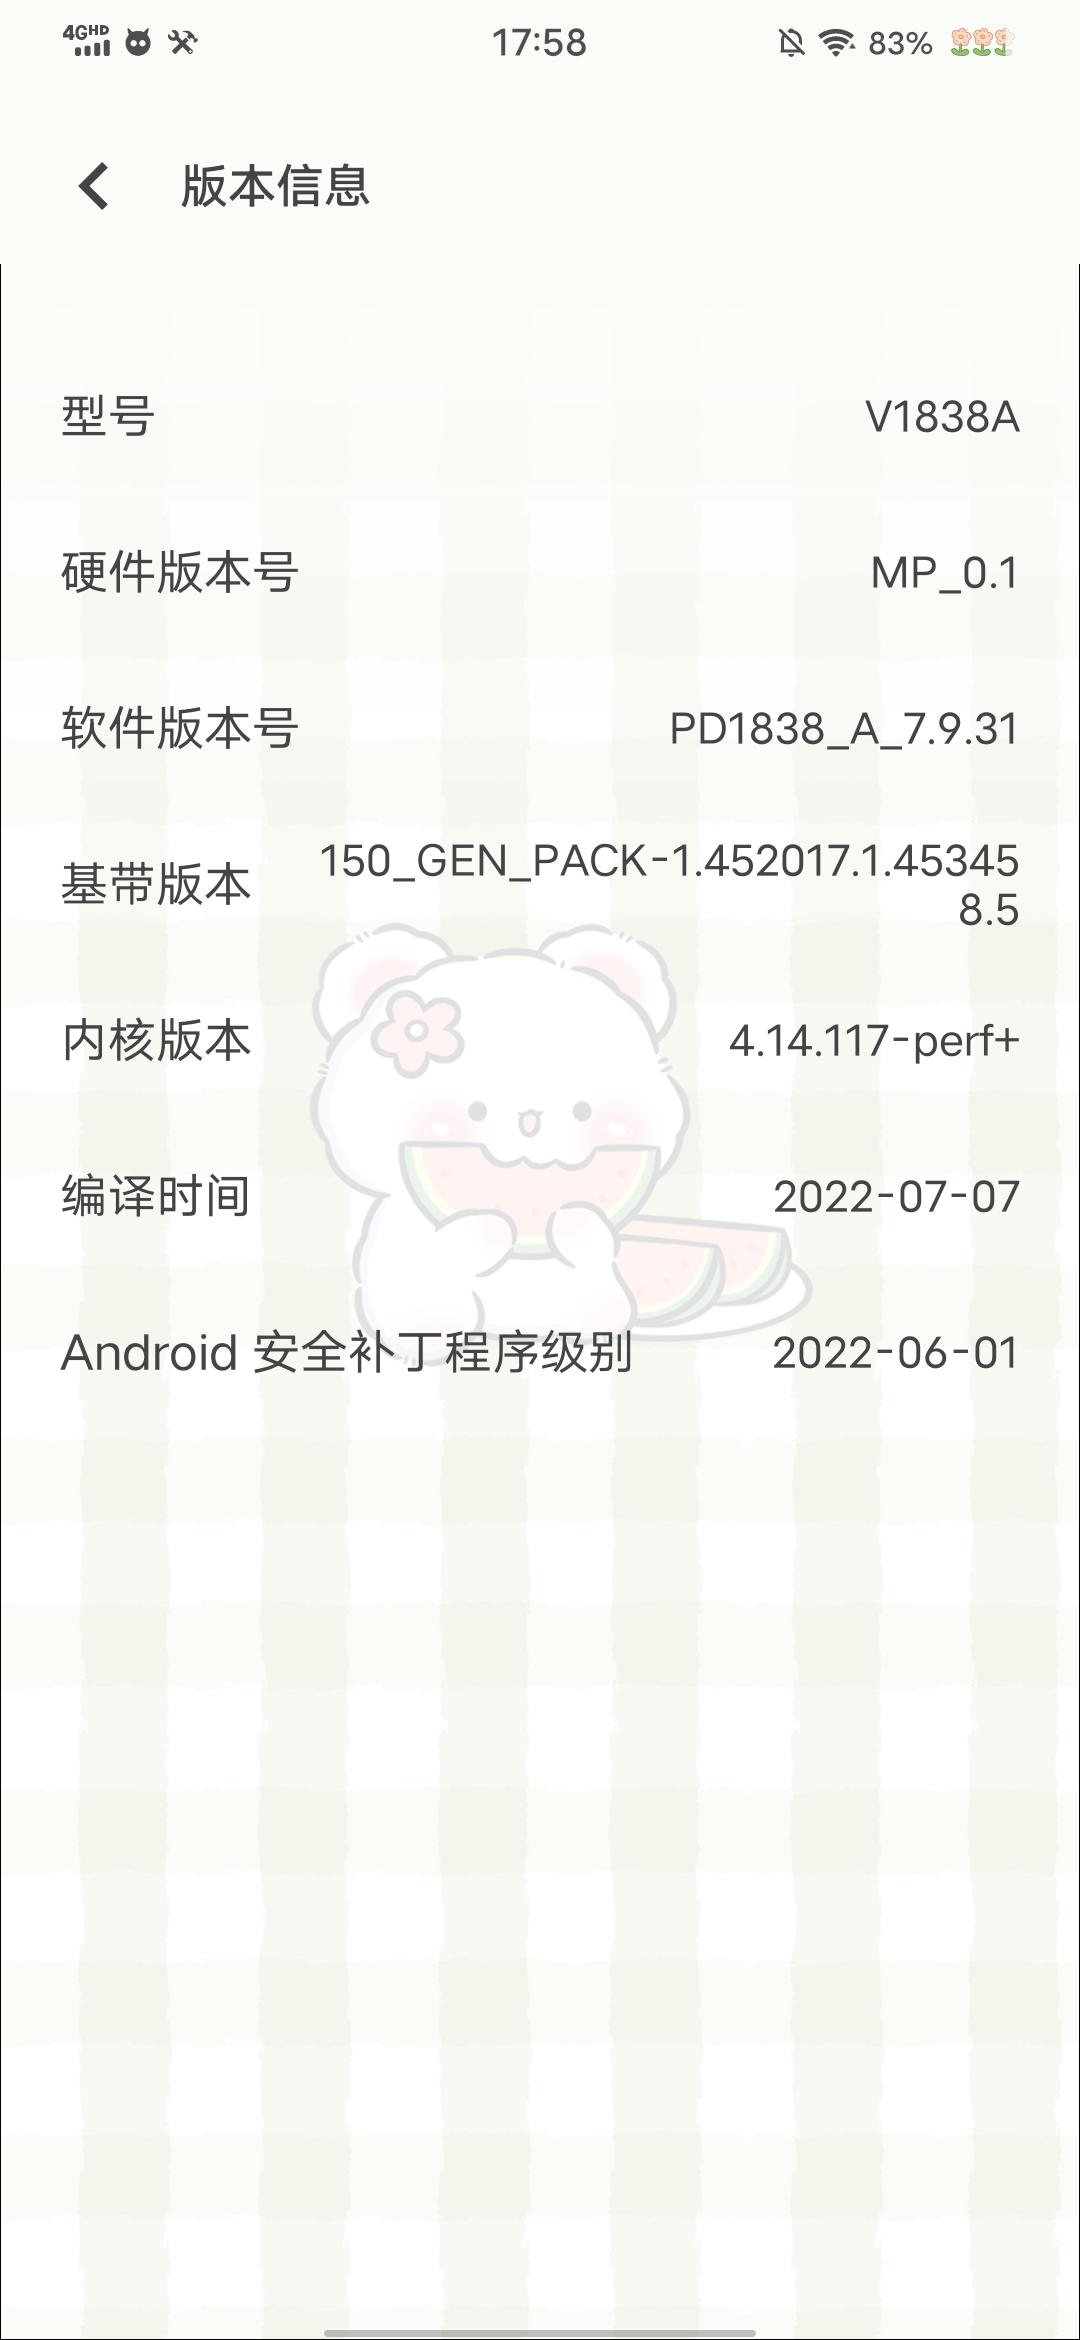 4GHD
17:58
83%
版本信息
型号
V1838A
硬件版本号
MP_0.1
软件版本号
PD1838_A_7.9.31
基带版本
150_GEN_PACK-1.452017.1.45345
8.5
内核版本
4.14.117-perf+
编译时间
2022-07-07
Android 安全补丁程序级别
2022-06-01